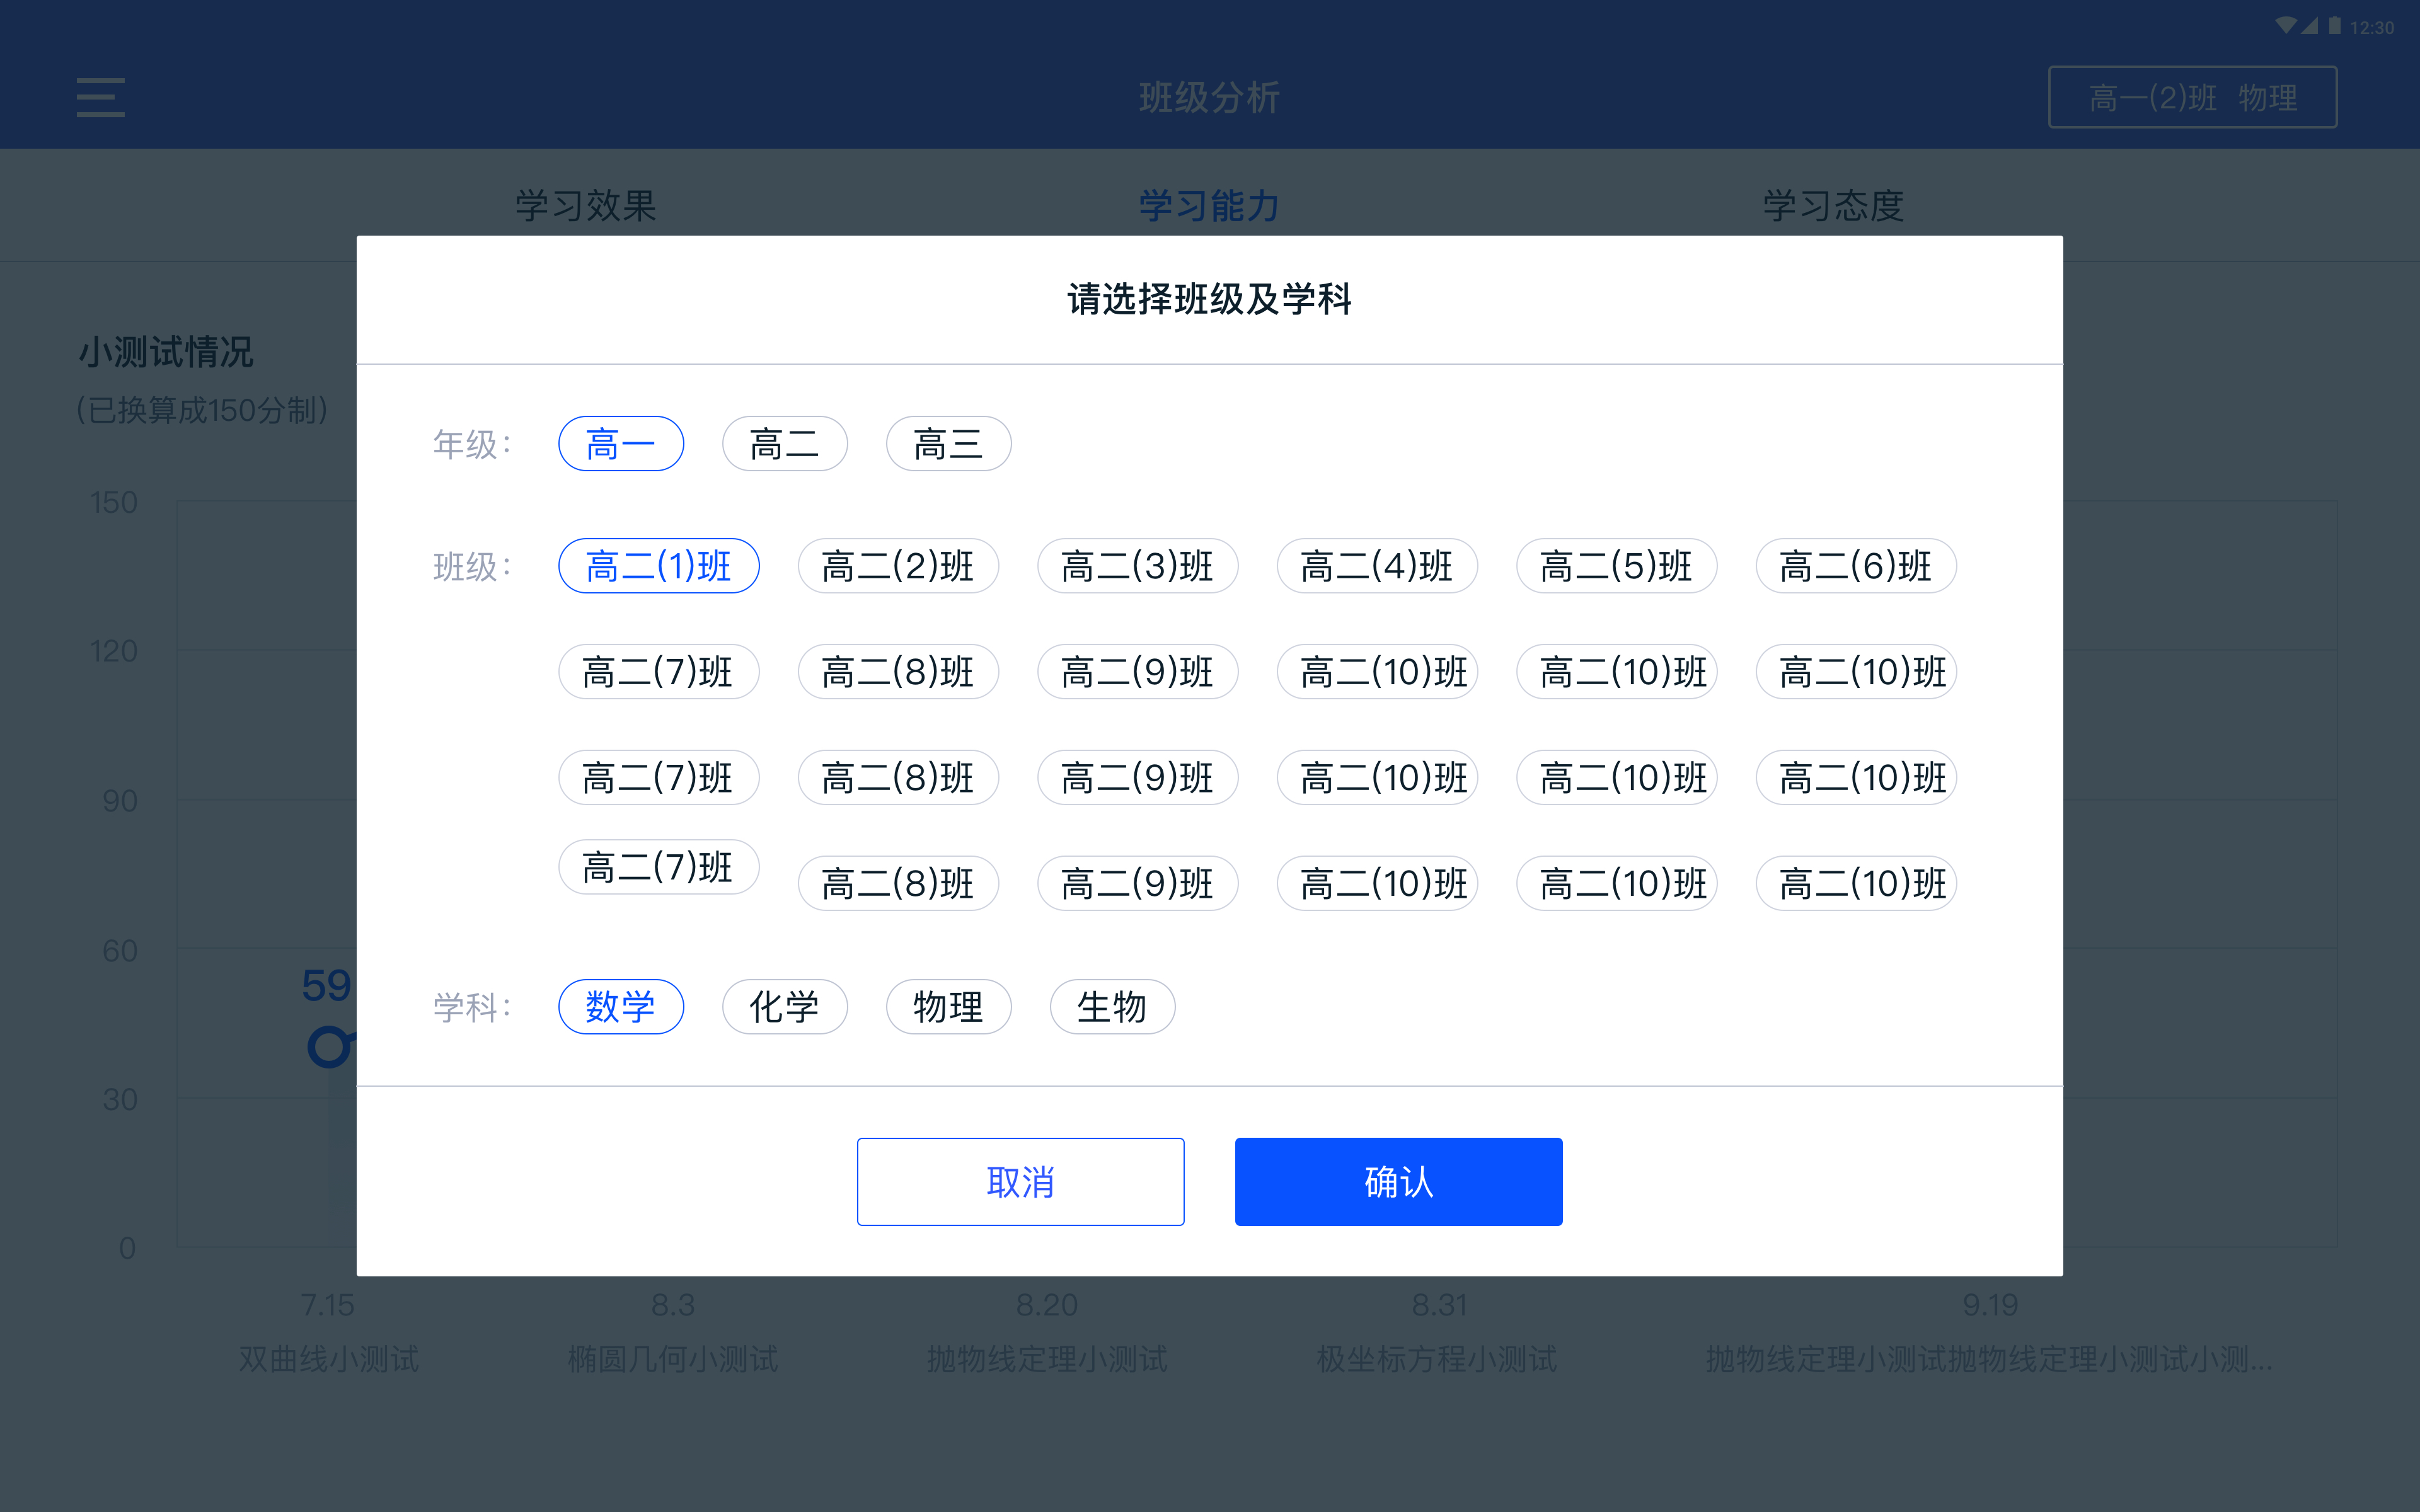 12:30
班级分析
高一(2)班 物理
学习效果 学习能力 学习态度
请选择班级及学科
小测试情况
(已换算成150分制)
年级: 高一 高二 高三
班级: 高二(1)班 高二(2)班 高二(3)班 高二(4)班 高二(5)班 高二(6)班
高二(7)班 高二(8)班 高二(9)班 高二(10)班 高二(10)班 高二(10)班
高二(7)班 高二(8)班 高二(9)班 高二(10)班 高二(10)班 高二(10)班
高二(7)班 高二(8)班 高二(9)班 高二(10)班 高二(10)班 高二(10)班
学科: 数学 化学 物理 生物
取消 确认
150
120
90
60
59
30
0
7.15 8.3 8.20 8.31 9.19
双曲线小测试 椭圆几何小测试 抛物线定理小测试 极坐标方程小测试 抛物线定理小测试抛物线定理小测试小测...